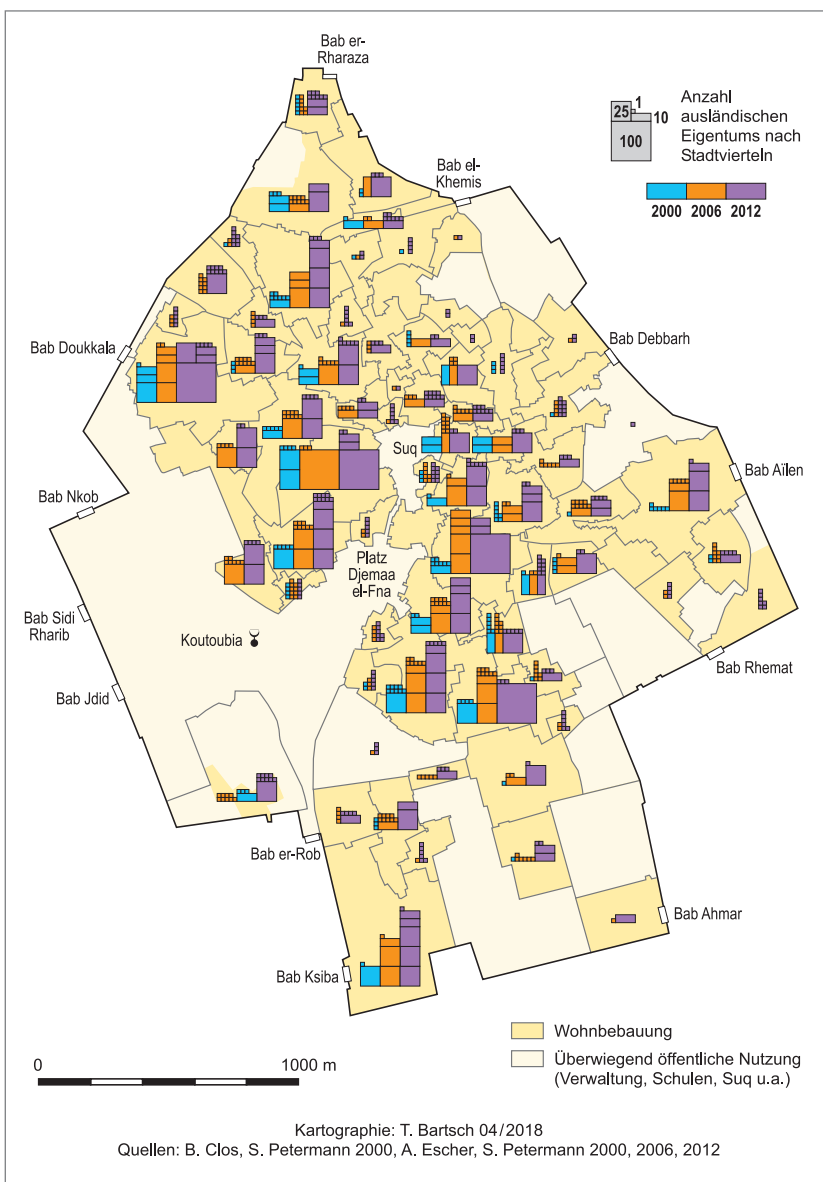 Bab er-
Rharaza
1
25
10
100
Anzahl
ausländischen
Eigentums nach
Stadtvierteln
2000 2006 2012
Bab el-
Khemis
Bab Doukkala
Bab Debbarh
Suq
Bab Aïlen
Bab Nkob
Platz
Djemaa
el-Fna
Bab Sidi
Rharib
Koutoubia
Bab Rhemat
Bab Jdid
Bab er-Rob
Bab Ahmar
Bab Ksiba
Wohnbebauung
Überwiegend öffentliche Nutzung
(Verwaltung, Schulen, Suq u.a.)
0 1000 m
Kartographie: T. Bartsch 04/2018
Quellen: B. Clos, S. Petermann 2000, A. Escher, S. Petermann 2000, 2006, 2012